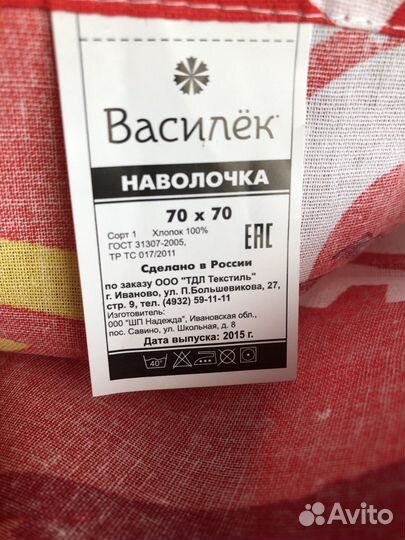 Василёк
НАВОЛОЧКА
70 x 70
Сорт 1 Хлопок 100%
ГОСТ 31307-2005,
ТР ТС 017/2011
EAC
Сделано в России
по заказу ООО "ТДЛ Текстиль"
г. Иваново, ул. П.Большевикова, 27,
стр. 9, тел. (4932) 59-11-11
Изготовитель:
ООО "ШП Надежда", Ивановская обл.,
пос. Савино, ул. Школьная, д. 8
Дата выпуска: 2015 г.
40°
Avito